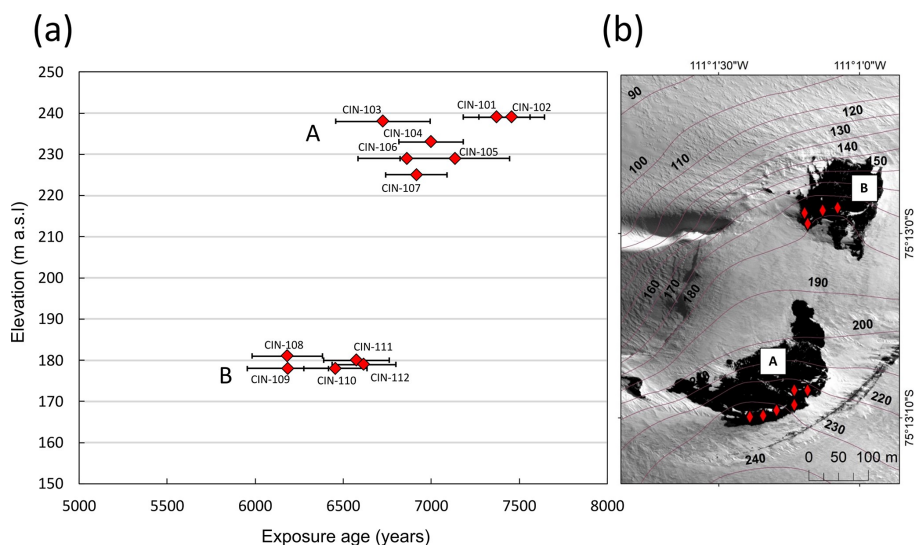 (a)
(b)
250
240
230
220
210
200
190
180
170
160
150
Elevation (m a.s.l)
5000 5500 6000 6500 7000 7500 8000
Exposure age (years)
A
CIN-103
CIN-101
CIN-102
CIN-104
CIN-106
CIN-105
CIN-107
B
CIN-108
CIN-111
CIN-109
CIN-110
CIN-112
111°1'30"W 111°1'0"W
90
120
130
100
110
140
B
75°13'0"S
190
160
170
180
200
A
220
75°13'10"S
230
240
0 50 100 m